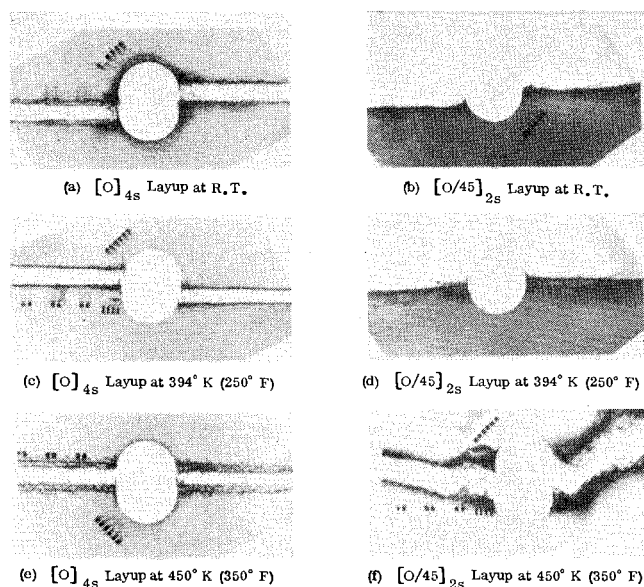 (a) [O]4s Layup at R.T.
(b) [O/45]2s Layup at R.T.
(c) [O]4s Layup at 394° K (250° F)
(d) [O/45]2s Layup at 394° K (250° F)
(e) [O]4s Layup at 450° K (350° F)
(f) [O/45]2s Layup at 450° K (350° F)